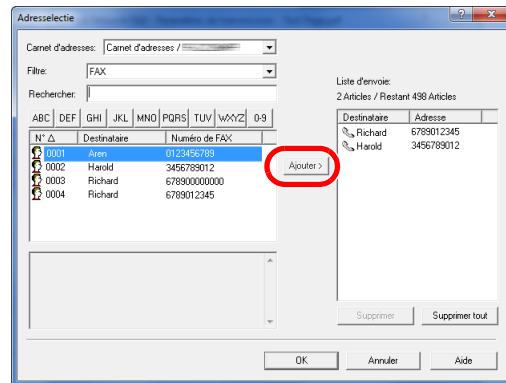 Adresselectie
Carnet d'adresses: Carnet d'adresses /
Filtre: FAX
Rechercher:
ABC DEF GHI JKL MNO PQRS TUV WXYZ 0-9
N° Destinataire Numéro de FAX
0001 Aren 0123456789
0002 Harold 3456789012
0003 Richard 678900000000
0004 Richard 6789012345
Ajouter >
Liste d'envoie:
2 Articles / Restant 498 Articles
Destinataire Adresse
Richard 6789012345
Harold 3456789012
Supprimer Supprimer tout
OK Annuler Aide